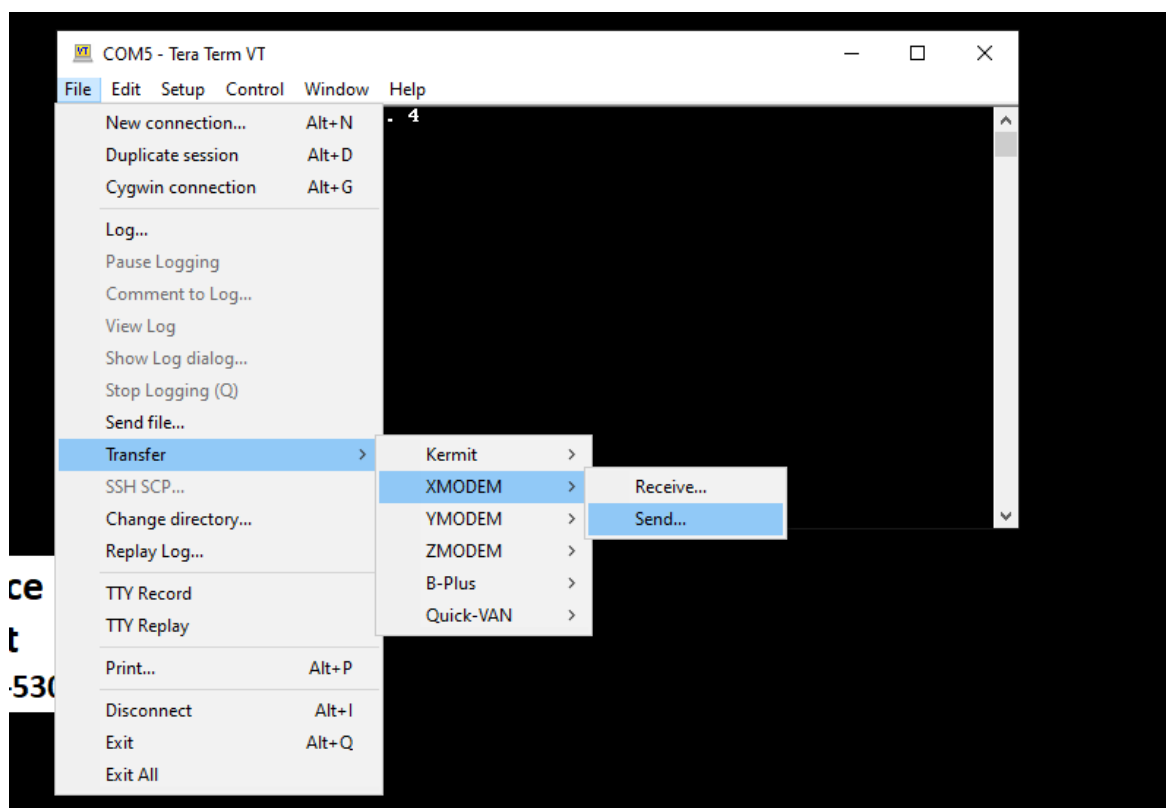 COM5 - Tera Term VT
File Edit Setup Control Window Help
. 4
New connection... Alt+N
Duplicate session Alt+D
Cygwin connection Alt+G
Log...
Pause Logging
Comment to Log...
View Log
Show Log dialog...
Stop Logging (Q)
Send file...
Transfer >
SSH SCP...
Change directory...
Replay Log...
TTY Record
TTY Replay
Print... Alt+P
Disconnect Alt+I
Exit Alt+Q
Exit All
Kermit >
XMODEM >
YMODEM >
ZMODEM >
B-Plus >
Quick-VAN >
Receive...
Send...
ce
t
-530